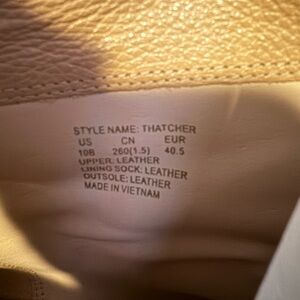 STYLE NAME: THATCHER
US CN EUR
10B 260(1.5) 40.5
UPPER: LEATHER
LINING SOCK: LEATHER
OUTSOLE: LEATHER
MADE IN VIETNAM